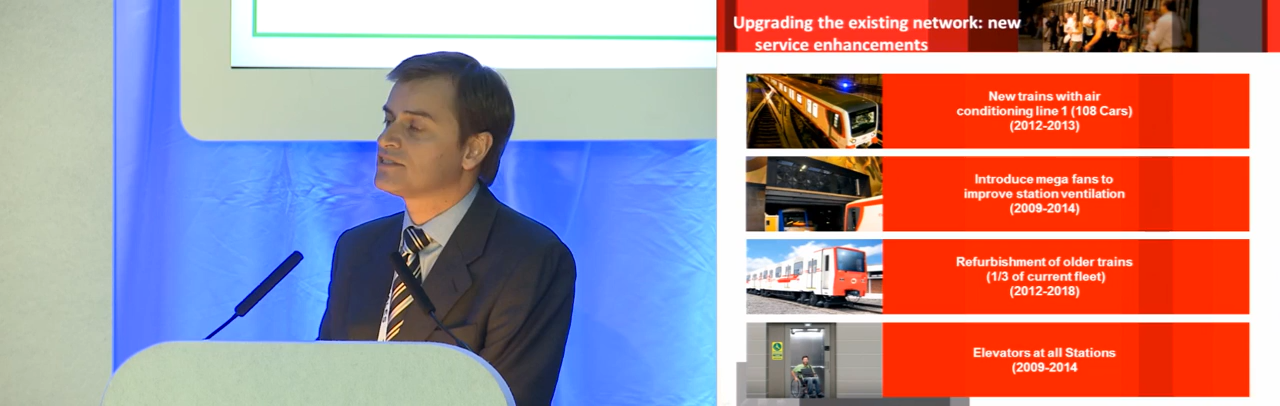 Upgrading the existing network: new
service enhancements
New trains with air
conditioning line 1 (108 Cars)
(2012-2013)
Introduce mega fans to
improve station ventilation
(2009-2014)
Refurbishment of older trains
(1/3 of current fleet)
(2012-2018)
Elevators at all Stations
(2009-2014